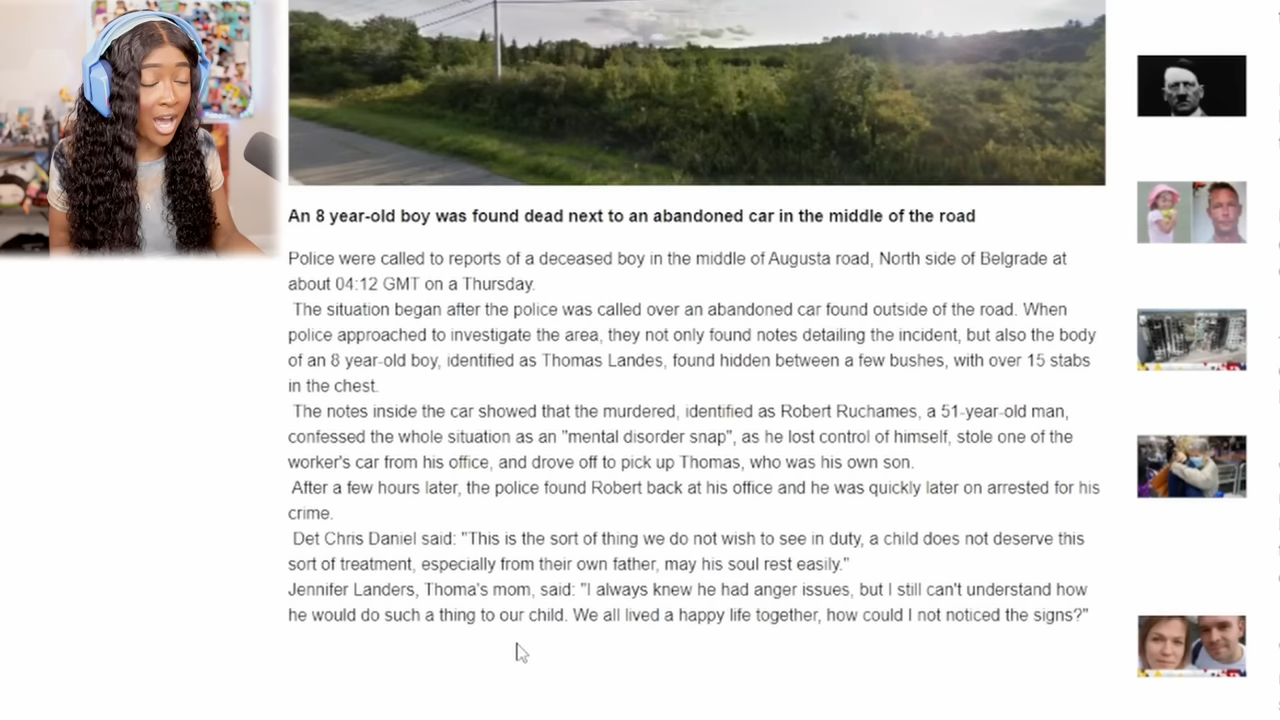 An 8 year-old boy was found dead next to an abandoned car in the middle of the road
Police were called to reports of a deceased boy in the middle of Augusta road, North side of Belgrade at
about 04:12 GMT on a Thursday.
The situation began after the police was called over an abandoned car found outside of the road. When
police approached to investigate the area, they not only found notes detailing the incident, but also the body
of an 8 year-old boy, identified as Thomas Landes, found hidden between a few bushes, with over 15 stabs
in the chest.
The notes inside the car showed that the murdered, identified as Robert Ruchames, a 51-year-old man,
confessed the whole situation as an "mental disorder snap", as he lost control of himself, stole one of the
worker's car from his office, and drove off to pick up Thomas, who was his own son.
After a few hours later, the police found Robert back at his office and he was quickly later on arrested for his
crime.
Det Chris Daniel said: "This is the sort of thing we do not wish to see in duty, a child does not deserve this
sort of treatment, especially from their own father, may his soul rest easily."
Jennifer Landers, Thoma's mom, said: "I always knew he had anger issues, but I still can't understand how
he would do such a thing to our child. We all lived a happy life together, how could I not noticed the signs?"